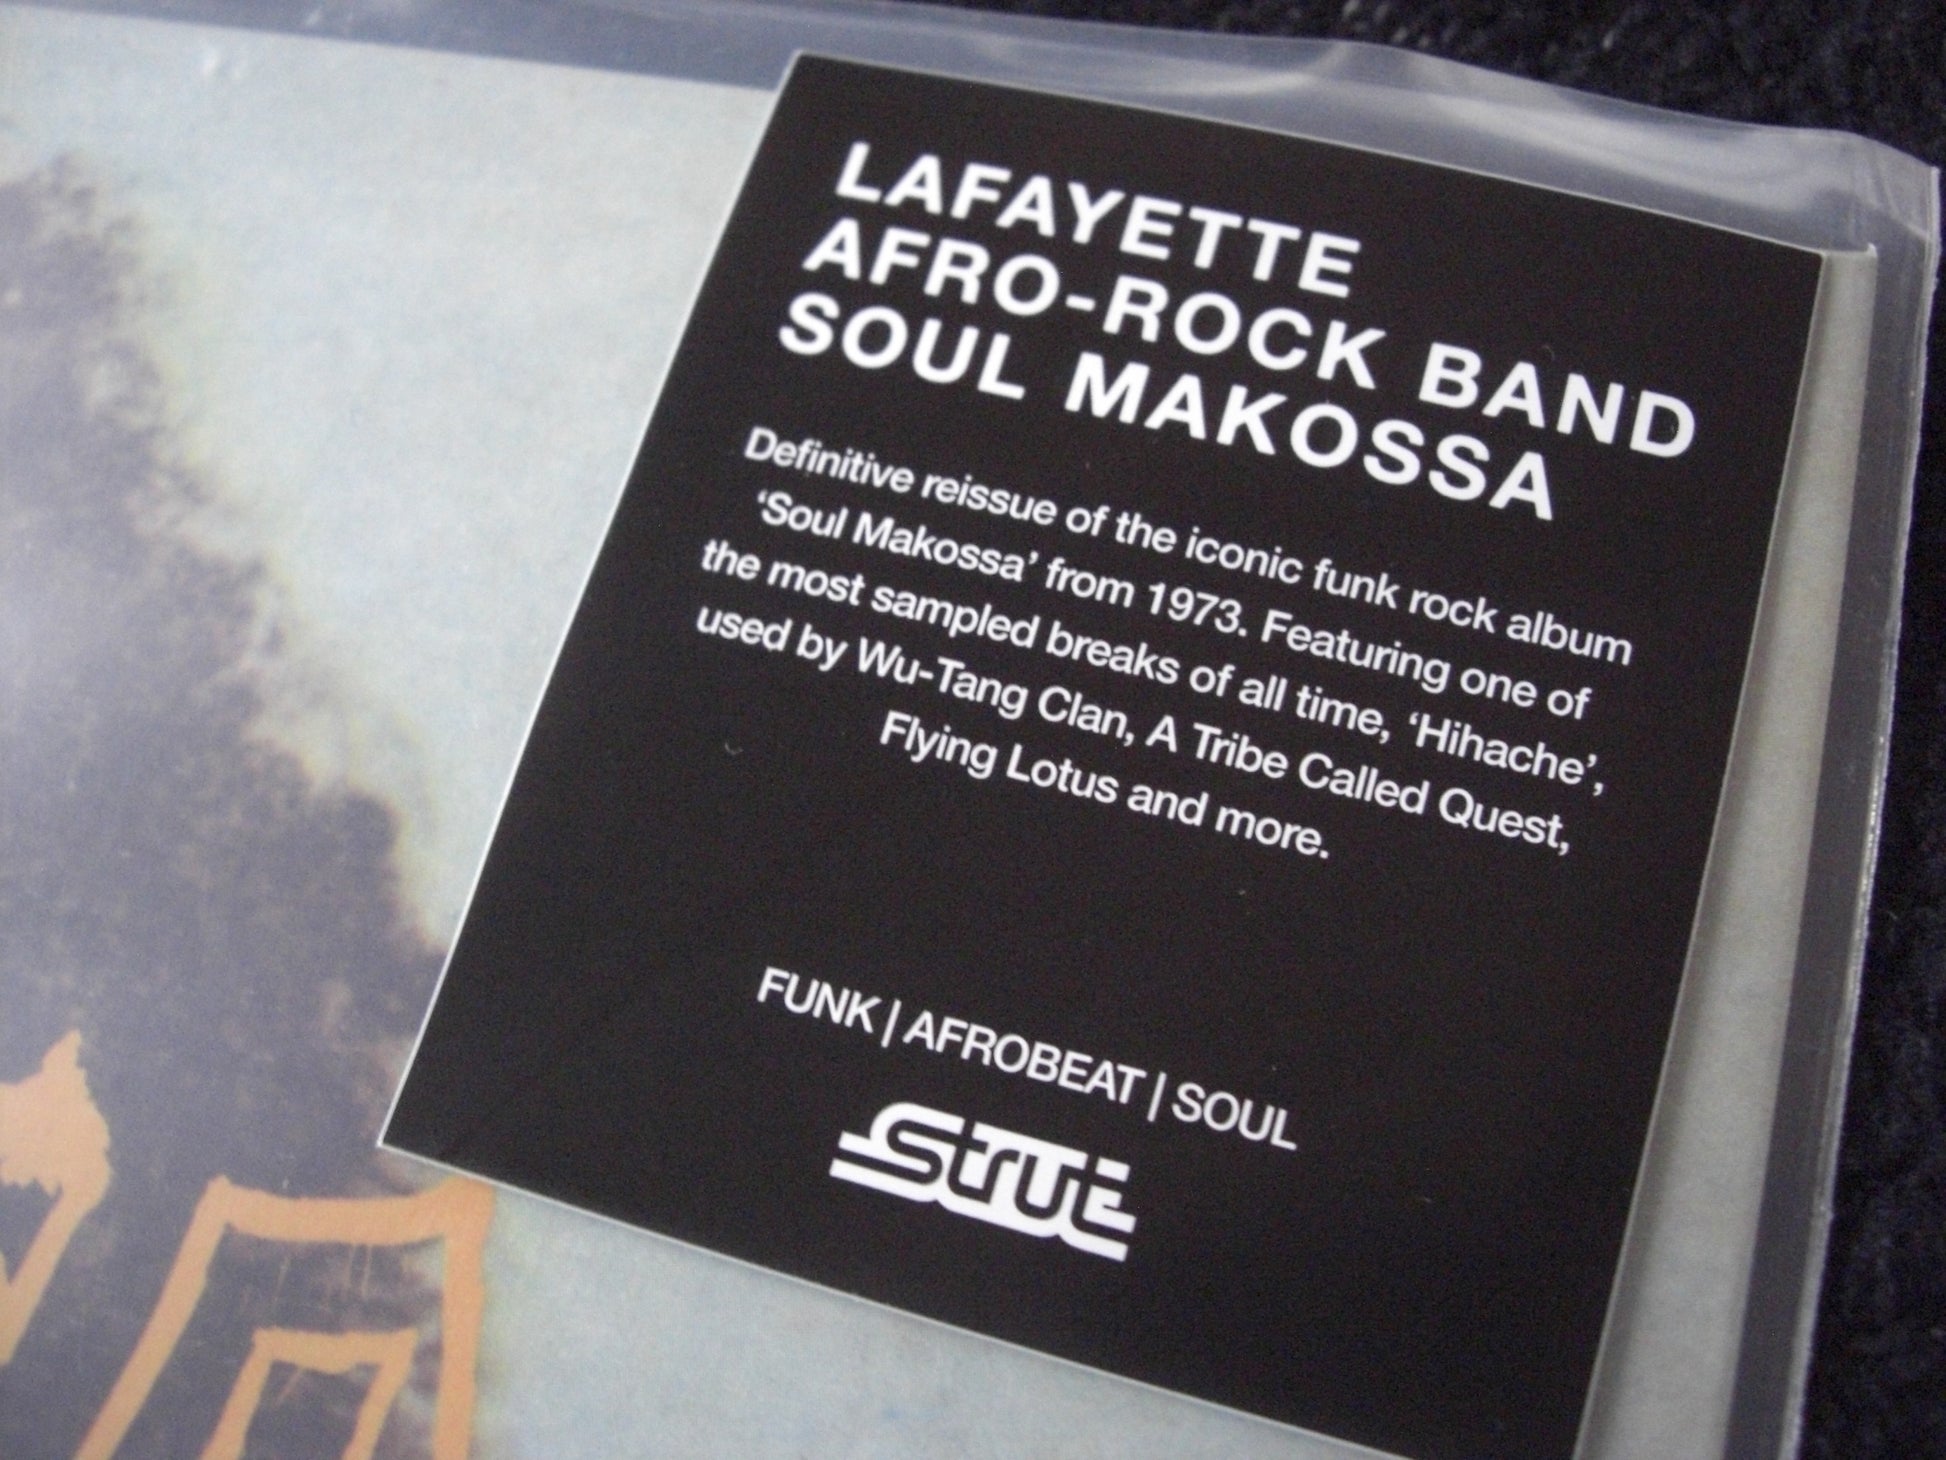 LAFAYETTE
AFRO-ROCK BAND
SOUL MAKOSSA
Definitive reissue of the iconic funk rock album
‘Soul Makossa’ from 1973. Featuring one of
the most sampled breaks of all time, ‘Hihache’,
used by Wu-Tang Clan, A Tribe Called Quest,
Flying Lotus and more.
FUNK | AFROBEAT | SOUL
Strut